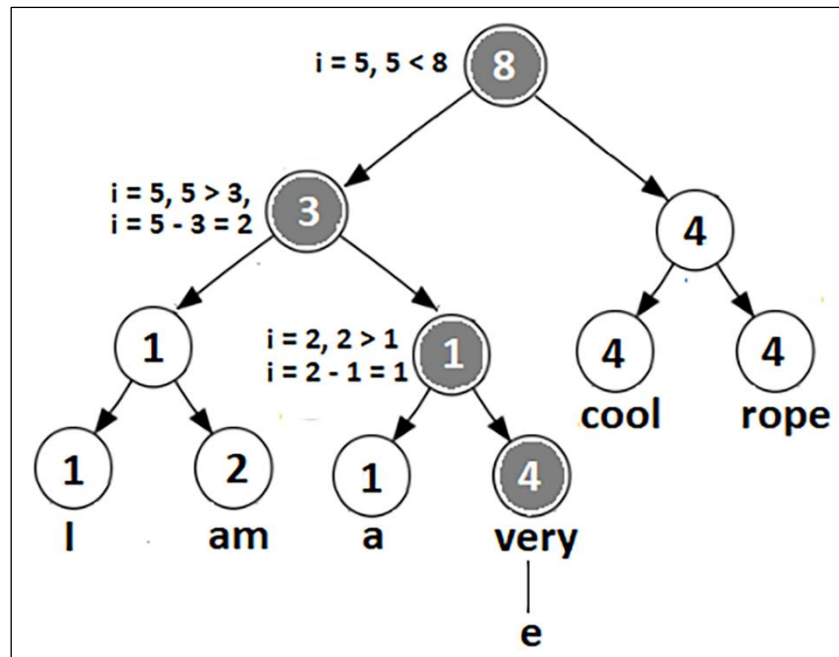 i = 5, 5 < 8
8
i = 5, 5 > 3,
i = 5 - 3 = 2
3
4
1
i = 2, 2 > 1
i = 2 - 1 = 1
1
4
4
cool
rope
1
2
1
4
I
am
a
very
e